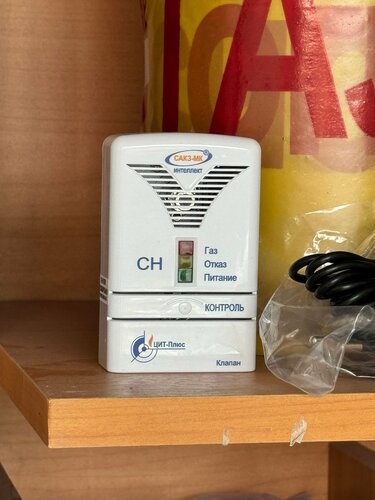 САКЗ-МК®
интеллект
CH
Газ
Отказ
Питание
КОНТРОЛЬ
ЦИТ-Плюс
Клапан